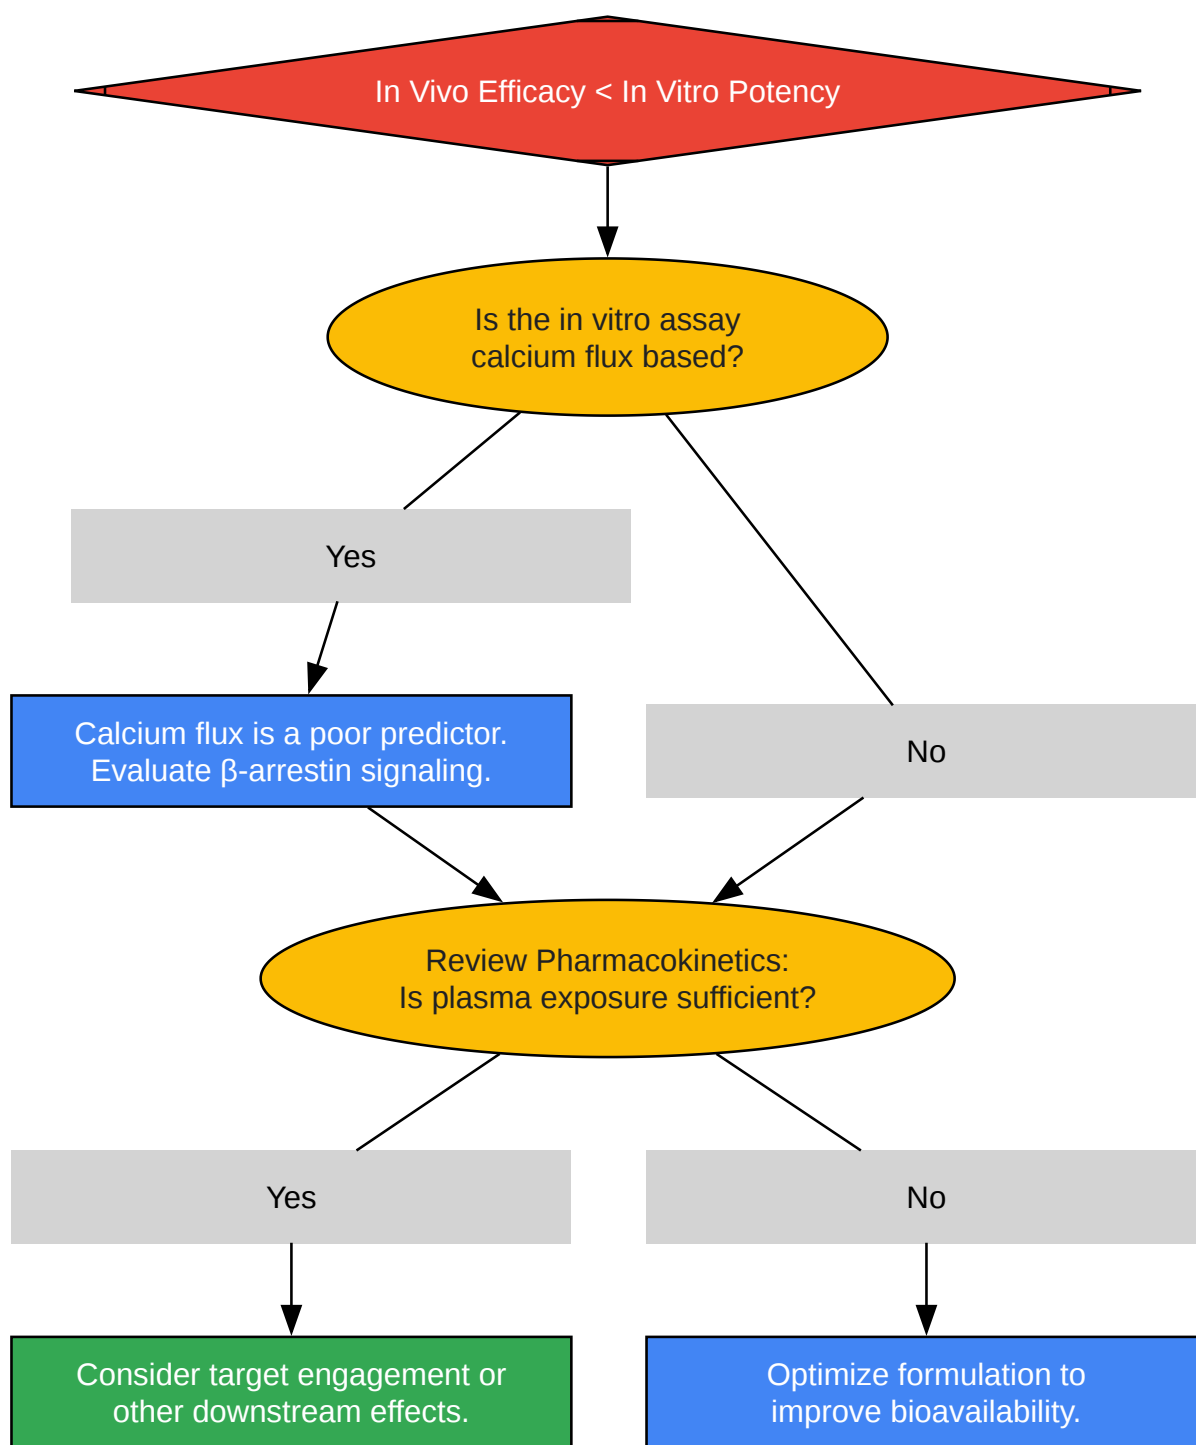 In Vivo Efficacy < In Vitro Potency
Is the in vitro assay
calcium flux based?
Yes
Calcium flux is a poor predictor.
Evaluate β-arrestin signaling.
No
Review Pharmacokinetics:
Is plasma exposure sufficient?
Yes
No
Consider target engagement or
other downstream effects.
Optimize formulation to
improve bioavailability.